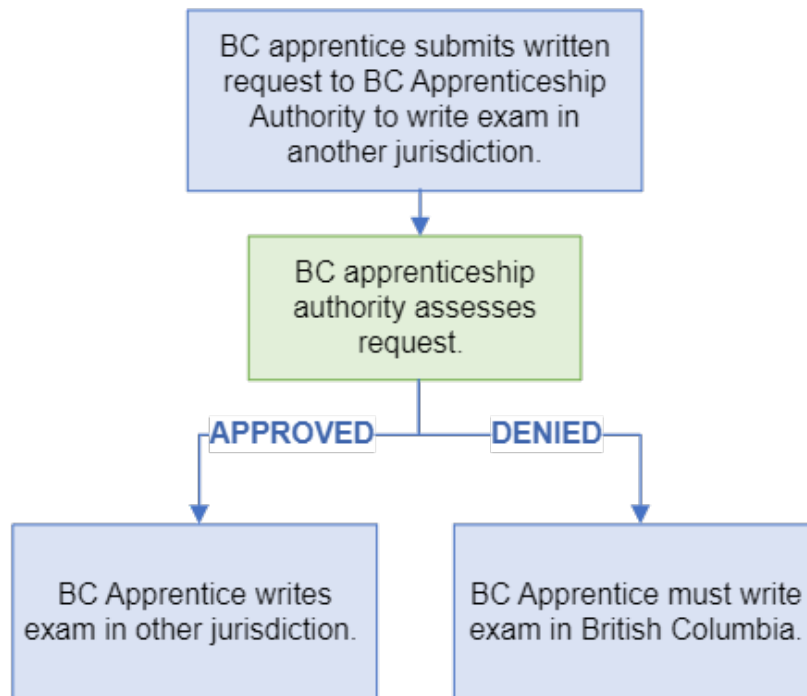 BC apprentice submits written
request to BC Apprenticeship
Authority to write exam in
another jurisdiction.
BC apprenticeship
authority assesses
request.
APPROVED
DENIED
BC Apprentice writes
exam in other jurisdiction.
BC Apprentice must write
exam in British Columbia.